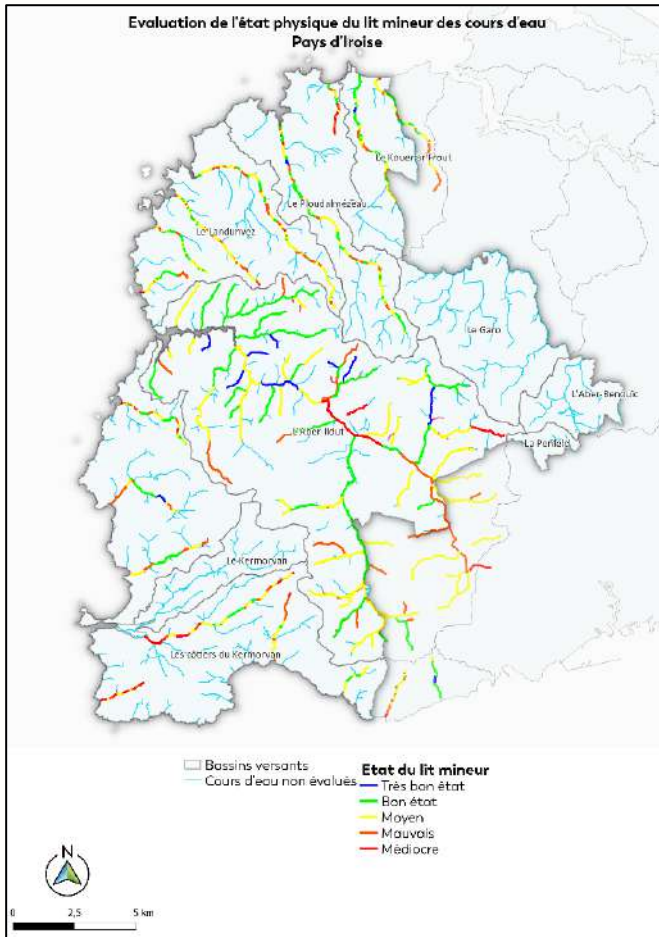 Evaluation de l'état physique du lit mineur des cours d'eau
Pays d'Iroise
Le Kouer ar Frout
Le Ploudalmézeau
Le Landunvez
Le Garo
L'Aber-Benouic
L'Aber Ildut
La Penfeld
Le Kermorvan
Les côtiers du Kermorvan
Bassins versants
Cours d'eau non évalués
Etat du lit mineur
Très bon état
Bon état
Moyen
Mauvais
Médiocre
N
0 2,5 5 km